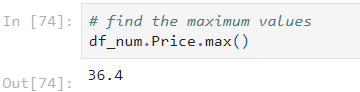 In [74]: # find the maximum values
df_num.Price.max()
Out[74]: 36.4